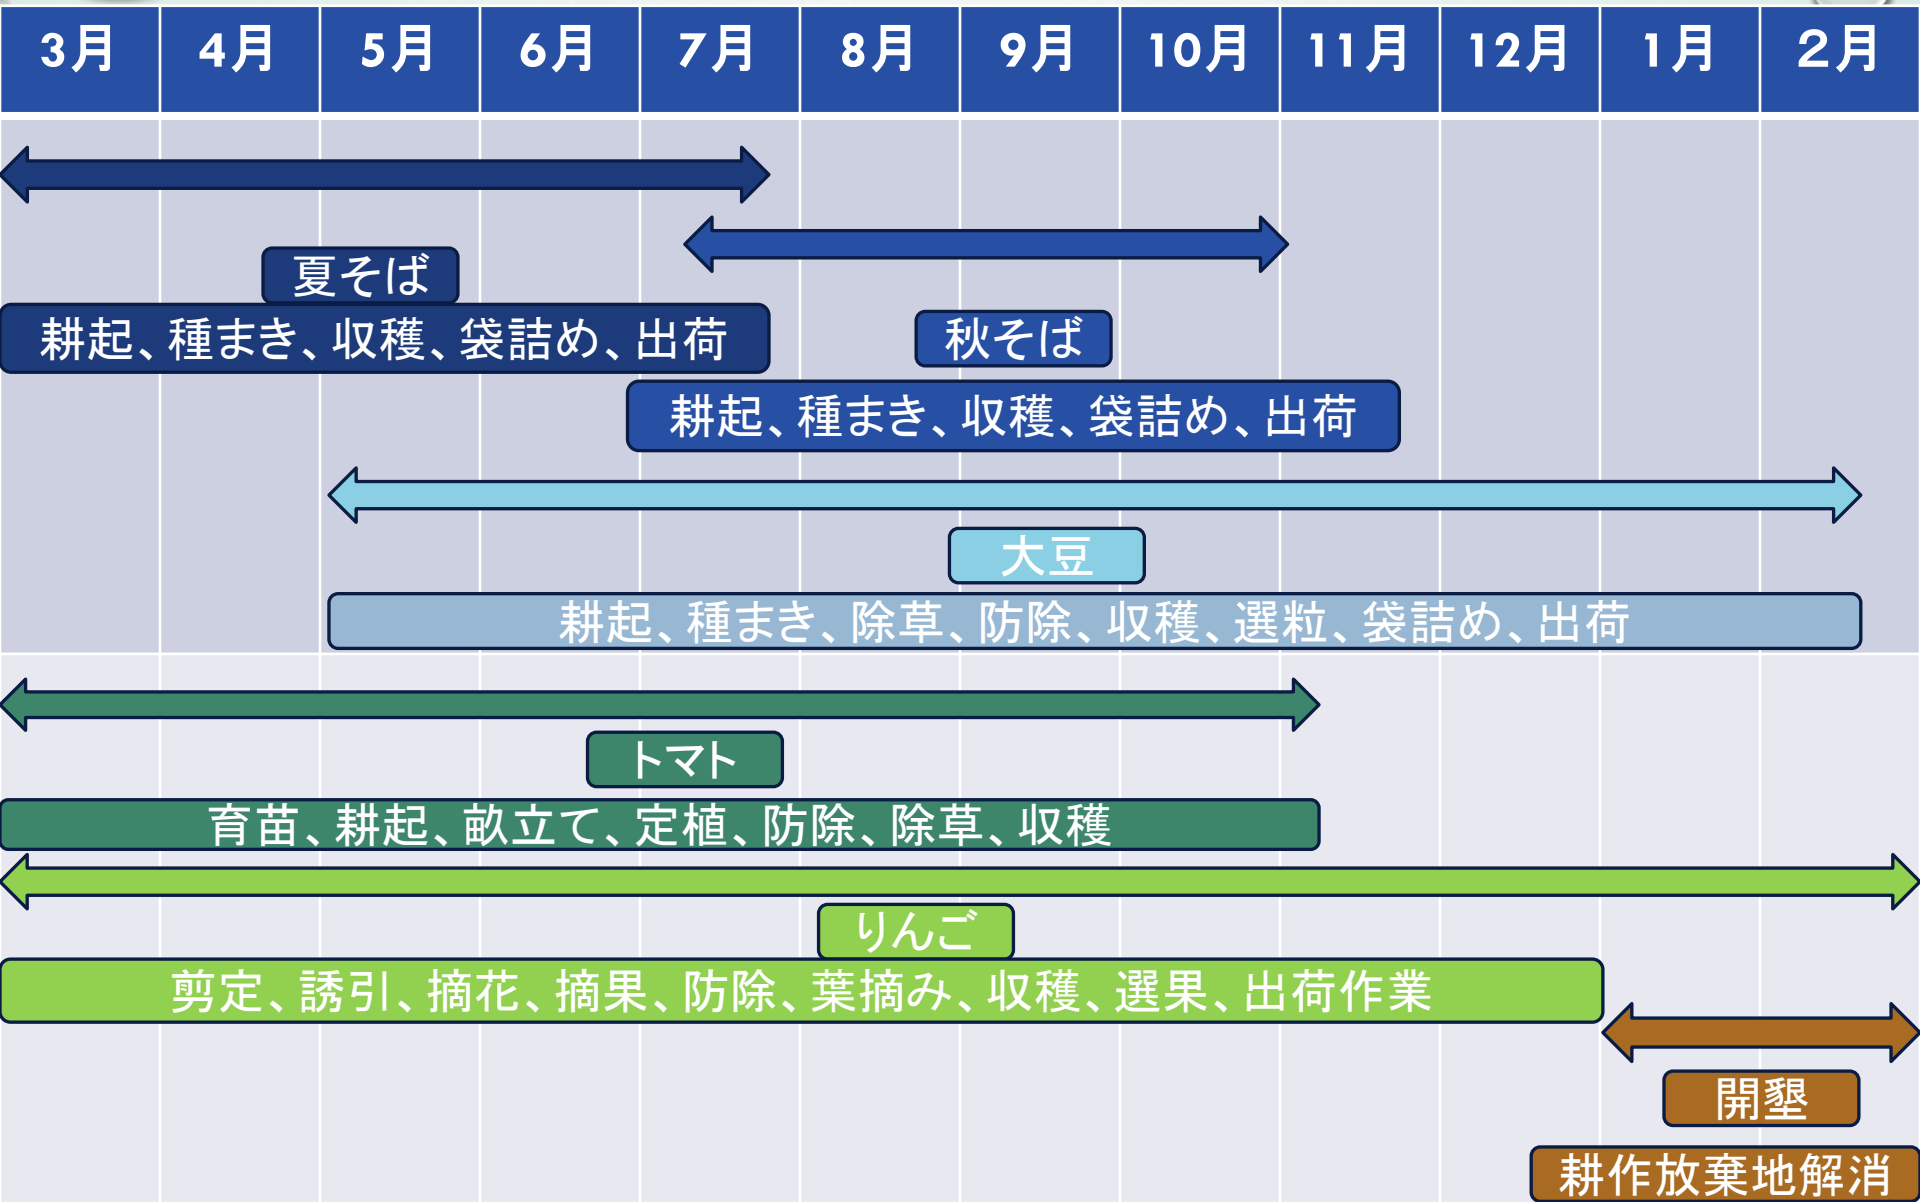 3月 4月 5月 6月 7月 8月 9月 10月 11月 12月 1月 2月
夏そば
耕起、種まき、収穫、袋詰め、出荷
秋そば
耕起、種まき、収穫、袋詰め、出荷
大豆
耕起、種まき、除草、防除、収穫、選粒、袋詰め、出荷
トマト
育苗、耕起、畝立て、定植、防除、除草、収穫
りんご
剪定、誘引、摘花、摘果、防除、葉摘み、収穫、選果、出荷作業
開墾
耕作放棄地解消